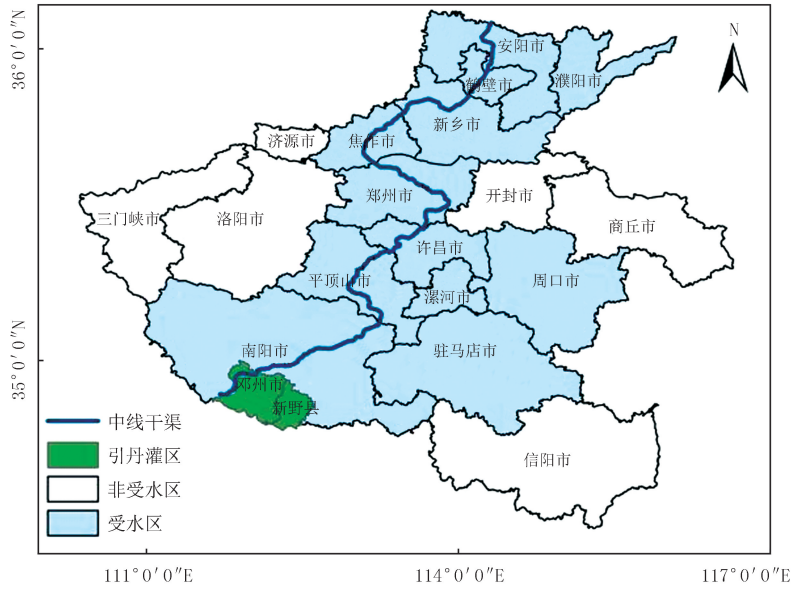 N
36°0′0″N
35°0′0″N
安阳市
濮阳市
鹤壁市
新乡市
济源市
焦作市
郑州市
开封市
三门峡市
洛阳市
商丘市
许昌市
平顶山市
漯河市
周口市
南阳市
驻马店市
邓州市
新野县
信阳市
中线干渠
引丹灌区
非受水区
受水区
111°0′0″E
114°0′0″E
117°0′0″E